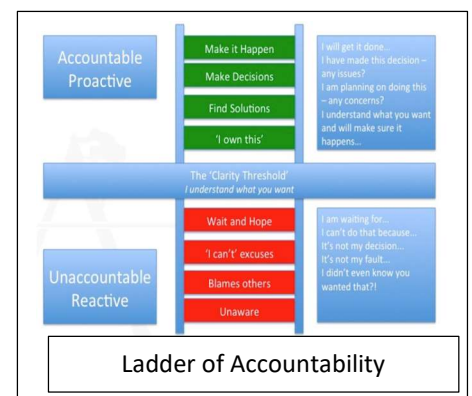 Accountable
Proactive
Make it Happen
Make Decisions
Find Solutions
'I own this'
I will get it done...
I have made this decision –
any issues?
I am planning on doing this
– any concerns?
I understand what you want
and will make sure it
happens...
The 'Clarity Threshold'
I understand what you want
Unaccountable
Reactive
Wait and Hope
'I can't' excuses
Blames others
Unaware
I am waiting for...
I can't do that because...
It's not my decision...
It's not my fault...
I didn't even know you
wanted that?!
Ladder of Accountability